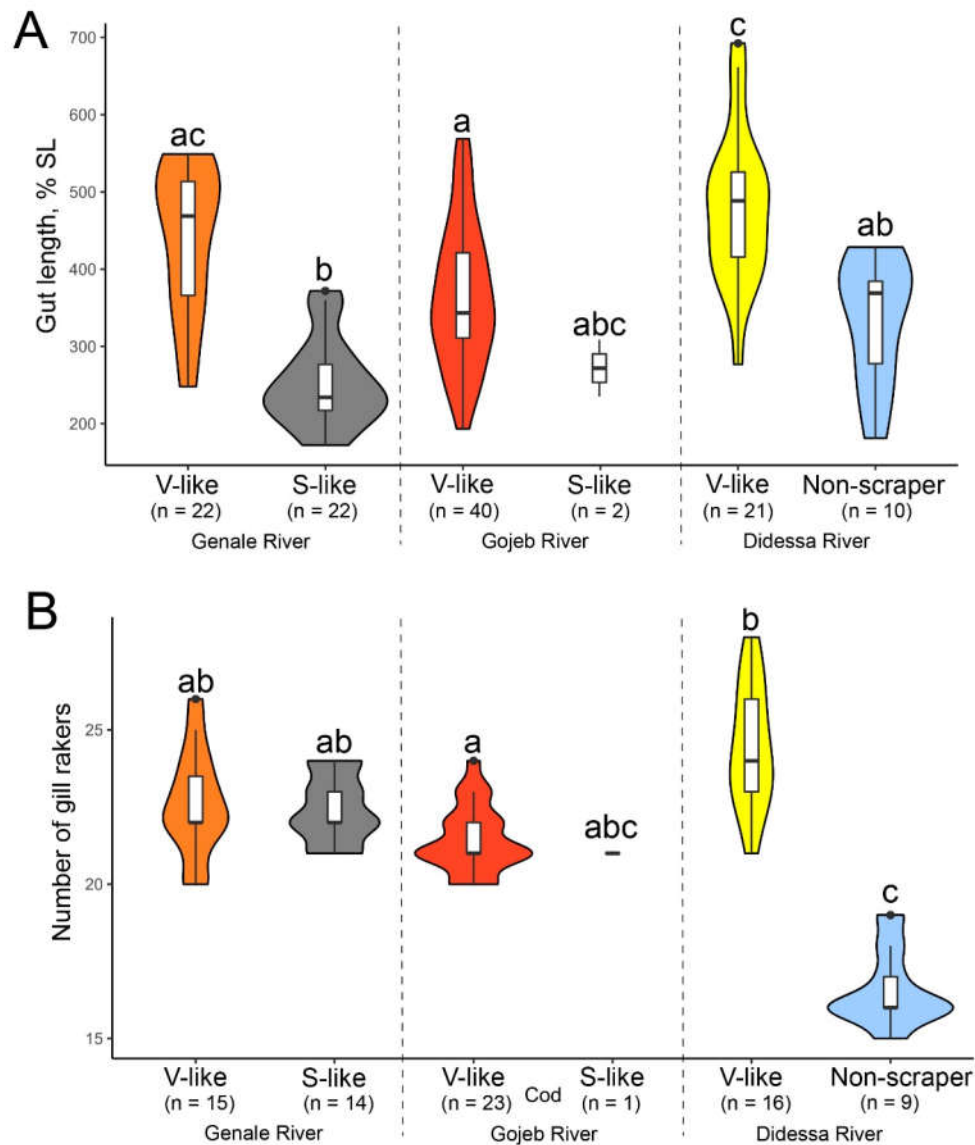 A
Gut length, % SL
700
600
500
400
300
200
ac
b
a
abc
c
ab
V-like S-like V-like S-like V-like Non-scraper
(n = 22) (n = 22) (n = 40) (n = 2) (n = 21) (n = 10)
Genale River Gojeb River Didessa River
B
Number of gill rakers
25
20
15
ab
ab
a
abc
b
c
V-like S-like V-like S-like V-like Non-scraper
(n = 15) (n = 14) (n = 23) Cod (n = 1) (n = 16) (n = 9)
Genale River Gojeb River Didessa River